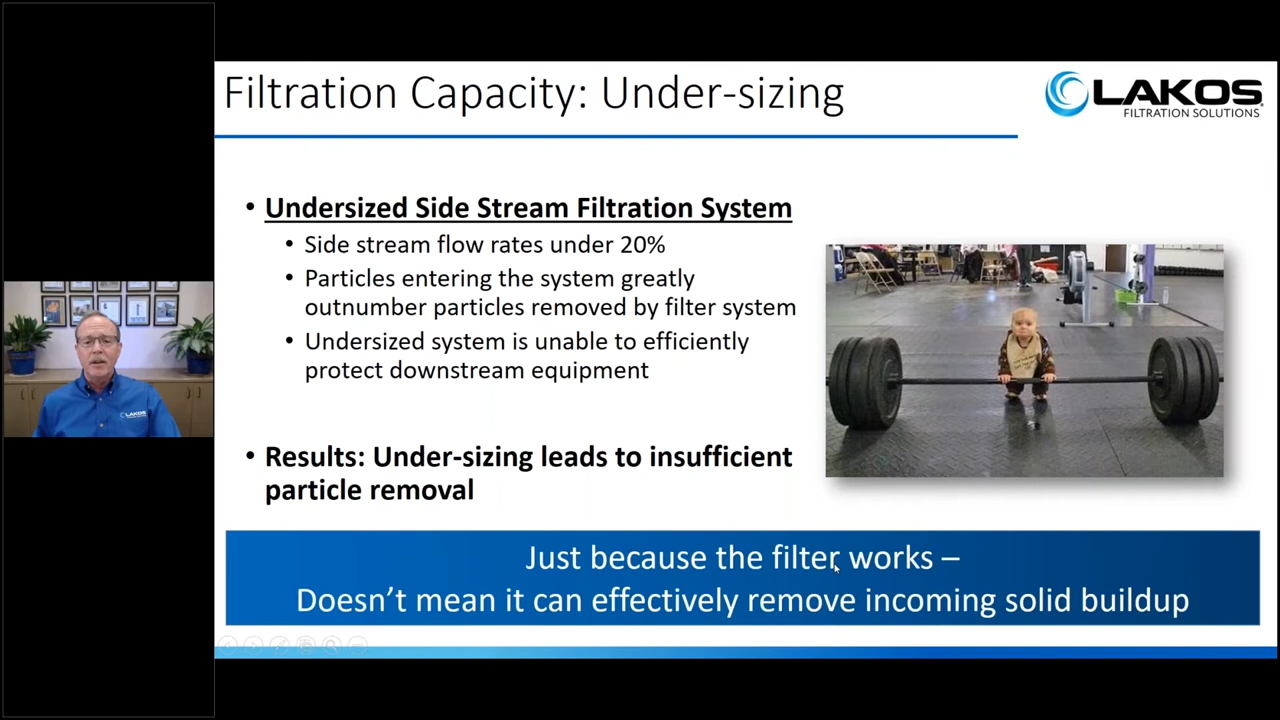 Filtration Capacity: Under-sizing
LAKOS
FILTRATION SOLUTIONS
• Undersized Side Stream Filtration System
• Side stream flow rates under 20%
• Particles entering the system greatly
outnumber particles removed by filter system
• Undersized system is unable to efficiently
protect downstream equipment
• Results: Under-sizing leads to insufficient
particle removal
Just because the filter works –
Doesn’t mean it can effectively remove incoming solid buildup
LAKOS